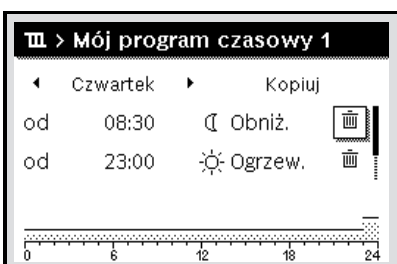 > Mój program czasowy 1
Czwartek Kopiuj
od 08:30 Obniż.
od 23:00 Ogrzew.
0 6 12 18 24